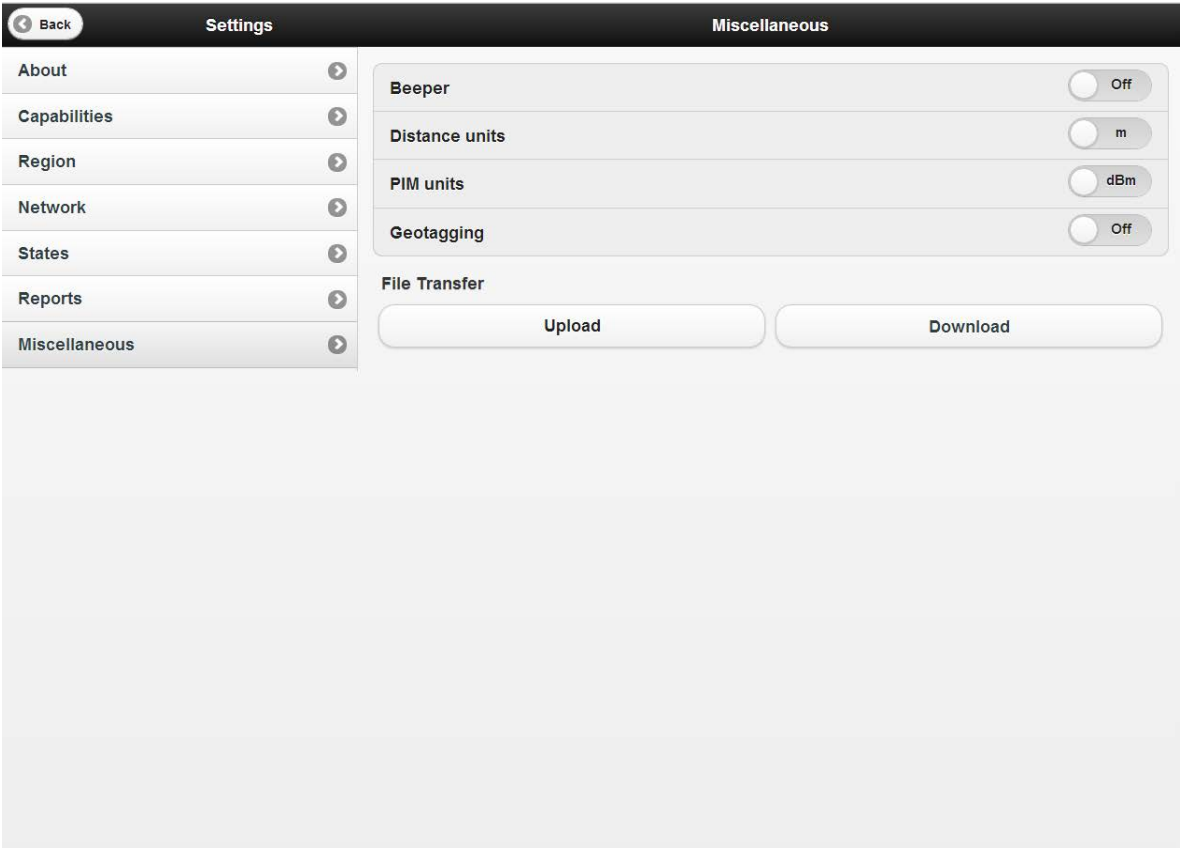 Back
Settings
Miscellaneous
About
Capabilities
Region
Network
States
Reports
Miscellaneous
Beeper
Off
Distance units
m
PIM units
dBm
Geotagging
Off
File Transfer
Upload
Download